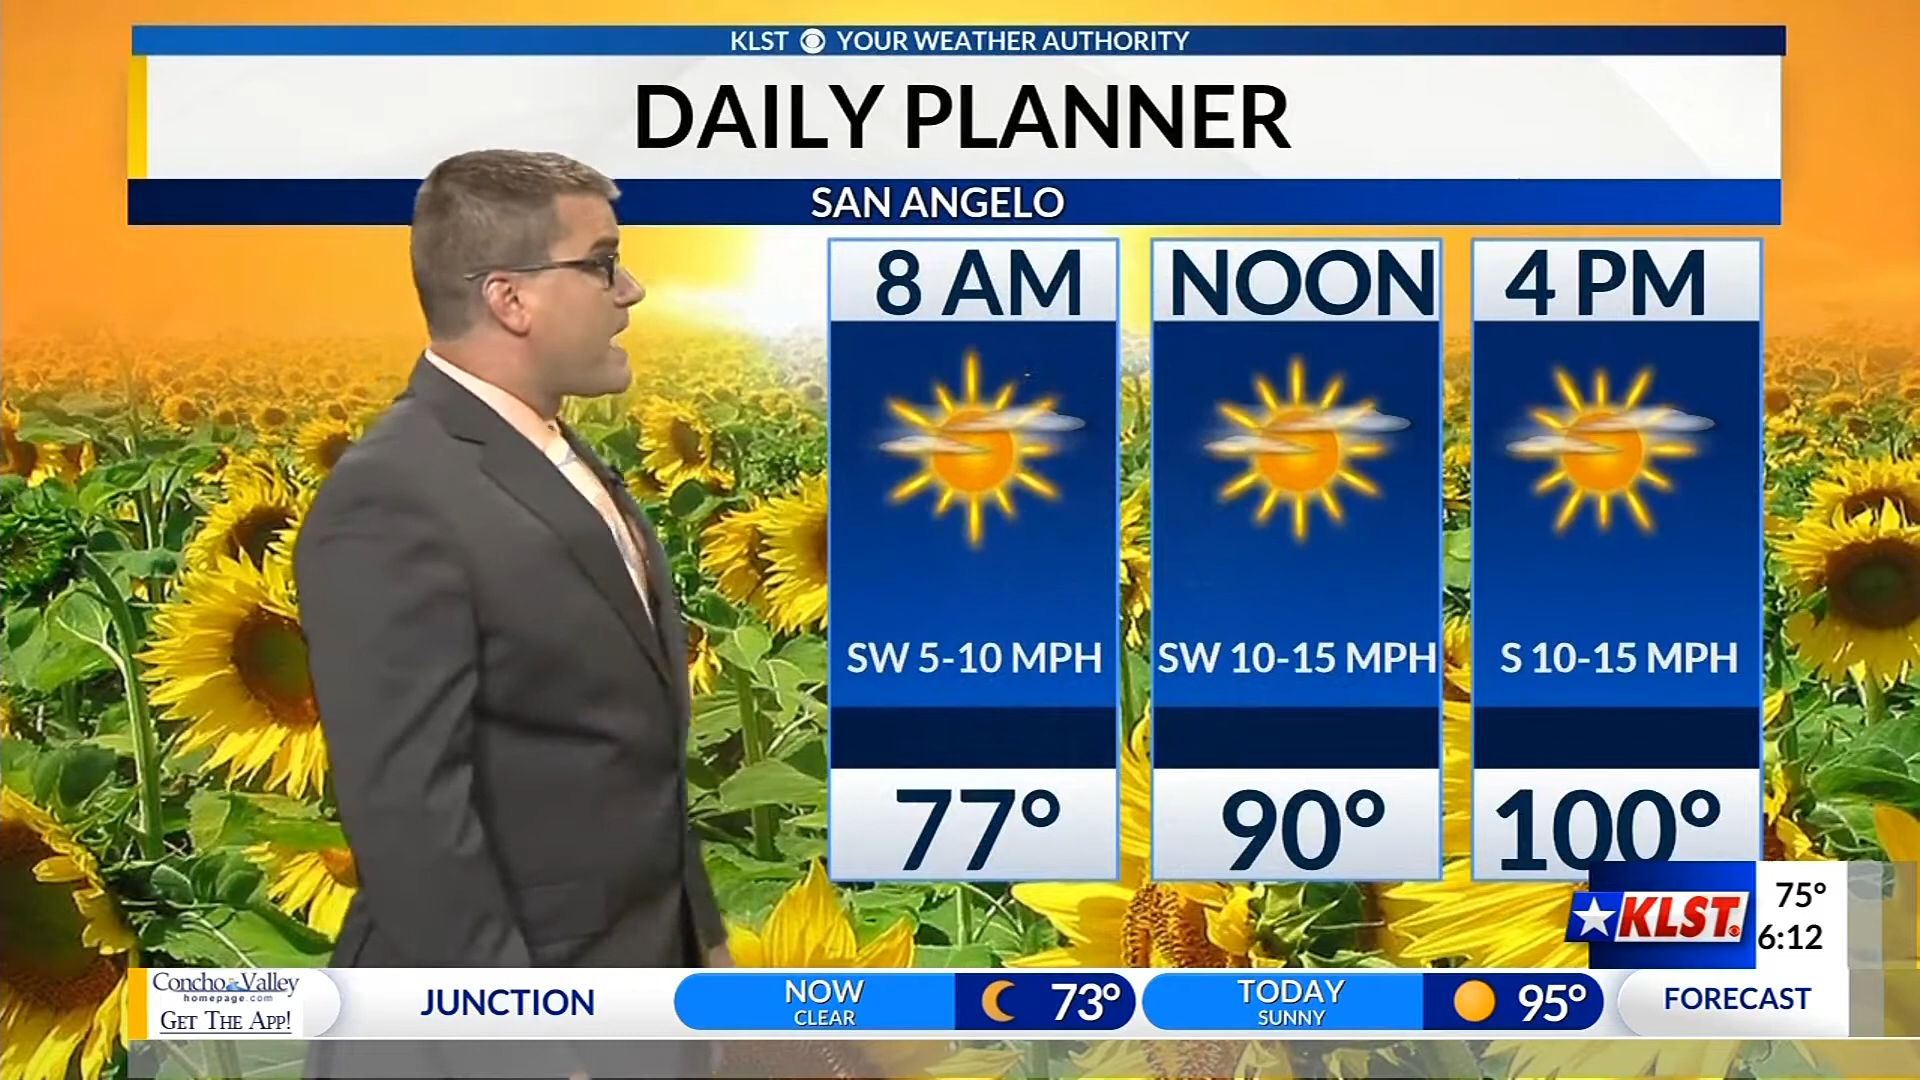 KLST YOUR WEATHER AUTHORITY
DAILY PLANNER
SAN ANGELO
8 AM
SW 5-10 MPH
77°
NOON
SW 10-15 MPH
90°
4 PM
S 10-15 MPH
100°
KLST
75°
6:12
Concho Valley
homepage.com
GET THE APP!
JUNCTION
NOW
CLEAR
73°
TODAY
SUNNY
95°
FORECAST